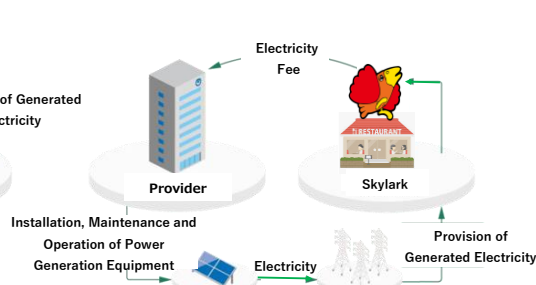 Electricity
Fee
of Generated
ctricity
RESTAURANT
Provider
Skylark
Installation, Maintenance and
Operation of Power
Generation Equipment
Electricity
Provision of
Generated Electricity